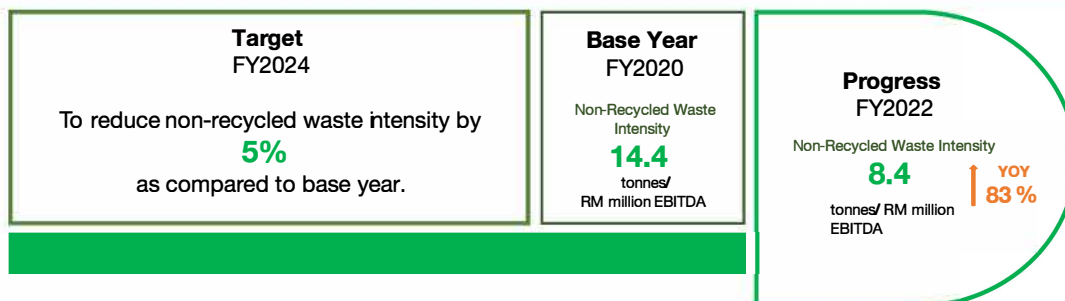 Target
FY2024
To reduce non-recycled waste intensity by
5%
as compared to base year.
Base Year
FY2020
Non-Recycled Waste
Intensity
14.4
tonnes/
RM million EBITDA
Progress
FY2022
Non-Recycled Waste Intensity
8.4
tonnes/ RM million
EBITDA
YOY
83 %